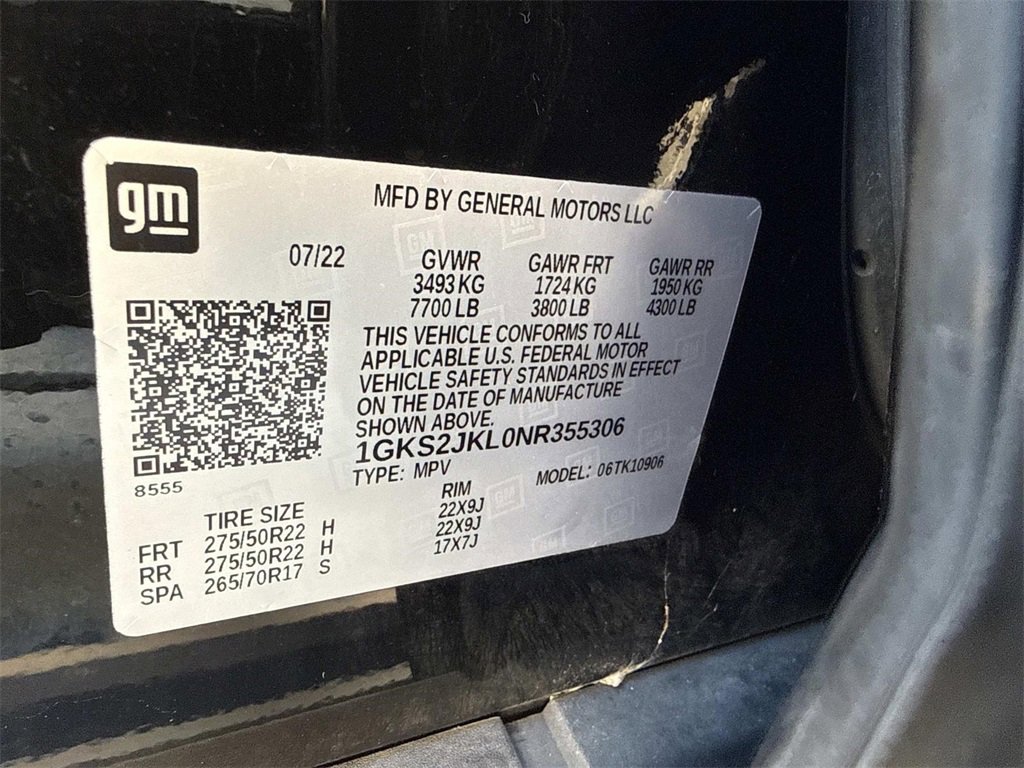 gm
MFD BY GENERAL MOTORS LLC
07/22 GVWR GAWR FRT GAWR RR
3493 KG 1724 KG 1950 KG
7700 LB 3800 LB 4300 LB
THIS VEHICLE CONFORMS TO ALL
APPLICABLE U.S. FEDERAL MOTOR
VEHICLE SAFETY STANDARDS IN EFFECT
ON THE DATE OF MANUFACTURE
SHOWN ABOVE.
1GKS2JKL0NR355306
TYPE: MPV MODEL: 06TK10906
8555
TIRE SIZE RIM
FRT 275/50R22 H 22X9J
RR 275/50R22 H 22X9J
SPA 265/70R17 S 17X7J